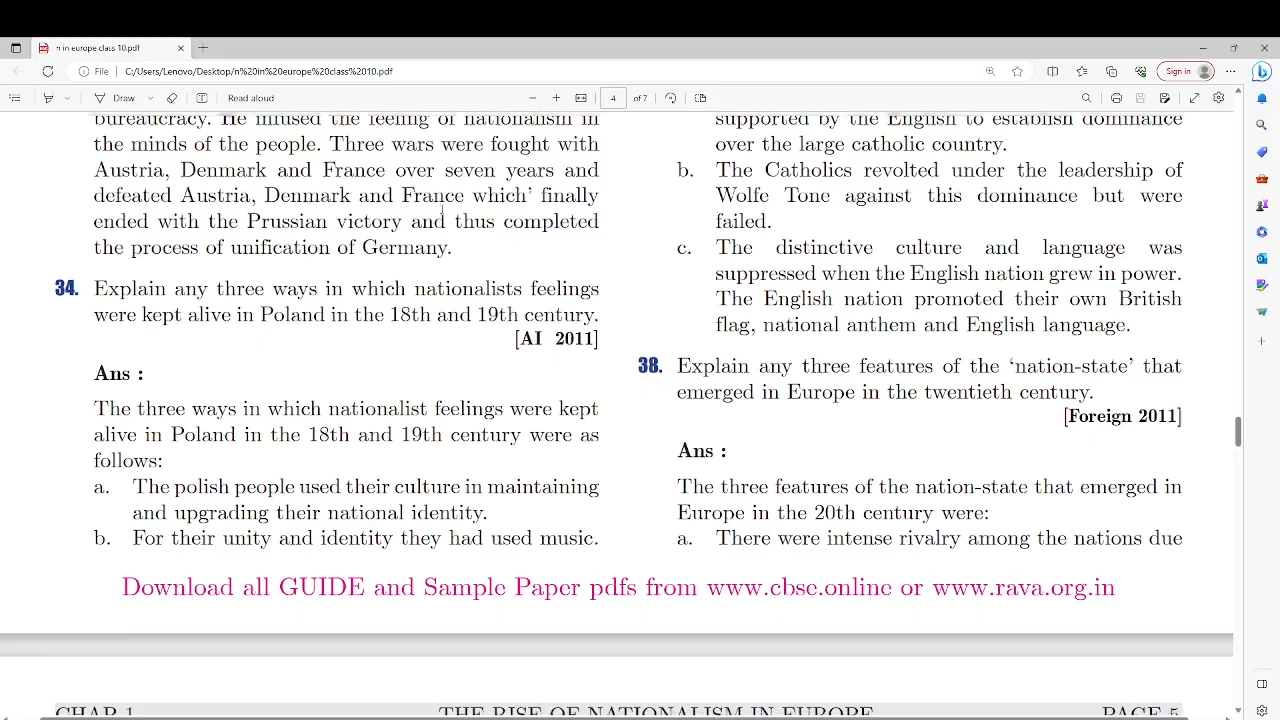 n in europe class 10.pdf
File C:/Users/Lenovo/Desktop/n%20in%20europe%20class%2010.pdf
Sign in
Draw
Read aloud
4 of 7
bureaucracy. He infused the feeling of nationalism in
the minds of the people. Three wars were fought with
Austria, Denmark and France over seven years and
defeated Austria, Denmark and France which’ finally
ended with the Prussian victory and thus completed
the process of unification of Germany.
34. Explain any three ways in which nationalists feelings
were kept alive in Poland in the 18th and 19th century.
[AI 2011]
Ans :
The three ways in which nationalist feelings were kept
alive in Poland in the 18th and 19th century were as
follows:
a. The polish people used their culture in maintaining
and upgrading their national identity.
b. For their unity and identity they had used music.
supported by the English to establish dominance
over the large catholic country.
b. The Catholics revolted under the leadership of
Wolfe Tone against this dominance but were
failed.
c. The distinctive culture and language was
suppressed when the English nation grew in power.
The English nation promoted their own British
flag, national anthem and English language.
38. Explain any three features of the ‘nation-state’ that
emerged in Europe in the twentieth century.
[Foreign 2011]
Ans :
The three features of the nation-state that emerged in
Europe in the 20th century were:
a. There were intense rivalry among the nations due
Download all GUIDE and Sample Paper pdfs from www.cbse.online or www.rava.org.in
CHAP 1 THE RISE OF NATIONALISM IN EUROPE PAGE 5